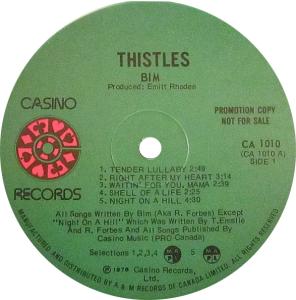 THISTLES
BIM
Produced: Emitt Rhodes
CASINO
RECORDS
PROMOTION COPY
NOT FOR SALE
CA 1010
(CA 1010 A)
SIDE 1
1. TENDER LULLABY 2:49
2. RIGHT AFTER MY HEART 3:14
3. WAITIN' FOR YOU, MAMA 2:39
4. SHELL OF A LIFE 2:25
5. NIGHT ON A HILL 4:30
All Songs Written By Bim (Aka R. Forbes) Except
"Night On A Hill" which Was Written By T. Emslie
And R. Forbes And All Songs Published By
Casino Music (PRO Canada)
Selections 1,2,3,4
5
℗ 1978 Casino Records,
Ltd.
MANUFACTURED AND DISTRIBUTED BY A & M RECORDS OF CANADA LIMITED. ALL RIGHTS RESERVED.